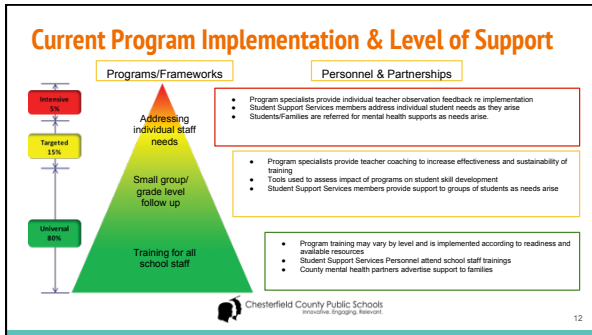 Current Program Implementation & Level of Support
Programs/Frameworks
Personnel & Partnerships
Intensive
5%
Targeted
15%
Universal
80%
Addressing
individual staff
needs
Small group/
grade level
follow up
Training for all
school staff
● Program specialists provide individual teacher observation feedback re implementation
● Student Support Services members address individual student needs as they arise
● Students/Families are referred for mental health supports as needs arise.
● Program specialists provide teacher coaching to increase effectiveness and sustainability of
training
● Tools used to assess impact of programs on student skill development
● Student Support Services members provide support to groups of students as needs arise
● Program training may vary by level and is implemented according to readiness and
available resources
● Student Support Services Personnel attend school staff trainings
● County mental health partners advertise support to families
Chesterfield County Public Schools
Innovative. Engaging. Relevant.
12